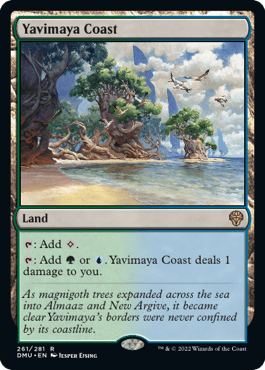 Yavimaya Coast
Land
: Add .
: Add or . Yavimaya Coast deals 1
damage to you.
As magnigoth trees expanded across the sea
into Almaaz and New Argive, it became
clear Yavimaya's borders were never confined
by its coastline.
261/281 R
DMU • EN Jesper Ejsing
™ & © 2022 Wizards of the Coast